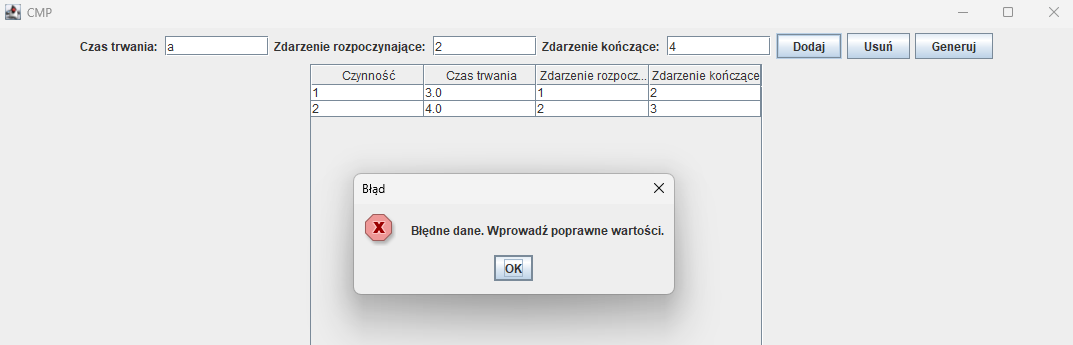 CMP
Czas trwania: a Zdarzenie rozpoczynające: 2 Zdarzenie kończące: 4 Dodaj Usuń Generuj
Czynność Czas trwania Zdarzenie rozpocz... Zdarzenie kończące
1 3.0 1 2
2 4.0 2 3
Błąd
X
Błędne dane. Wprowadź poprawne wartości.
OK